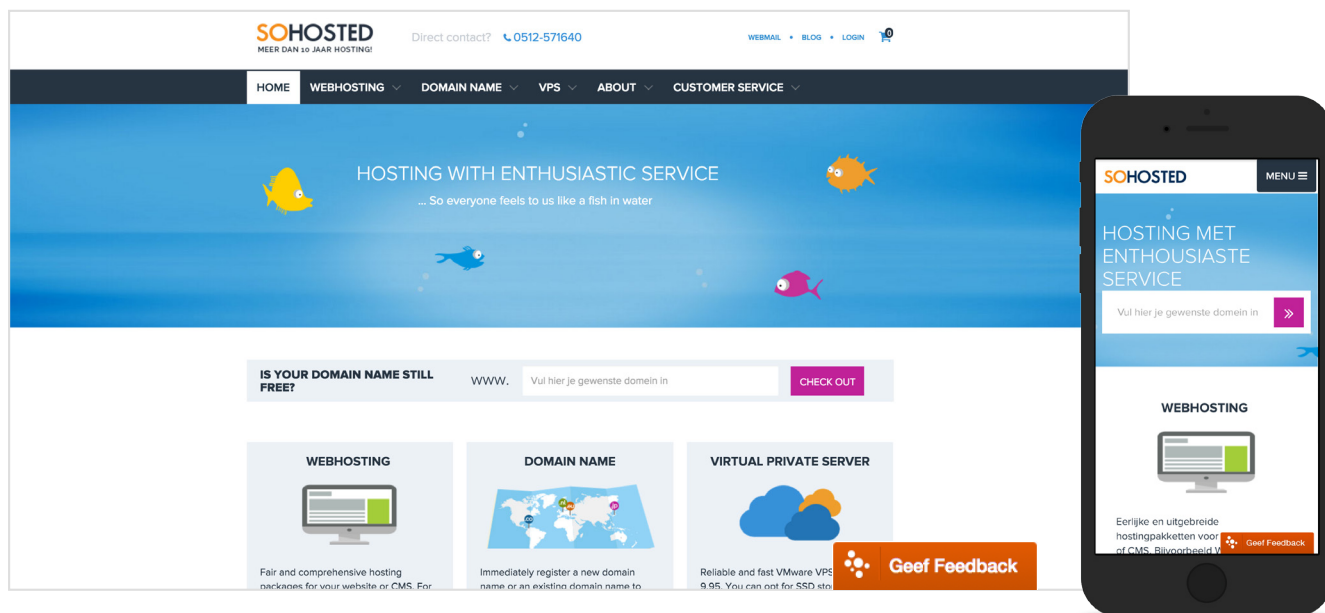 SOHOSTED
MEER DAN 10 JAAR HOSTING!
Direct contact? 0512-571640
WEBMAIL • BLOG • LOGIN 0
HOME WEBHOSTING DOMAIN NAME VPS ABOUT CUSTOMER SERVICE
HOSTING WITH ENTHUSIASTIC SERVICE
... So everyone feels to us like a fish in water
IS YOUR DOMAIN NAME STILL
FREE?
WWW. Vul hier je gewenste domein in CHECK OUT
WEBHOSTING
Fair and comprehensive hosting
packages for your website or CMS. For
DOMAIN NAME
.co .nl .eu .jp
Immediately register a new domain
name or an existing domain name to
VIRTUAL PRIVATE SERVER
Reliable and fast VMware VPS
9.95. You can opt for SSD
Geef Feedback
SOHOSTED MENU
HOSTING MET
ENTHOUSIASTE
SERVICE
Vul hier je gewenste domein in
WEBHOSTING
Eerlijke en uitgebreide
hostingpakketten voor
of CMS. Bijvoorbeeld
Geef Feedback